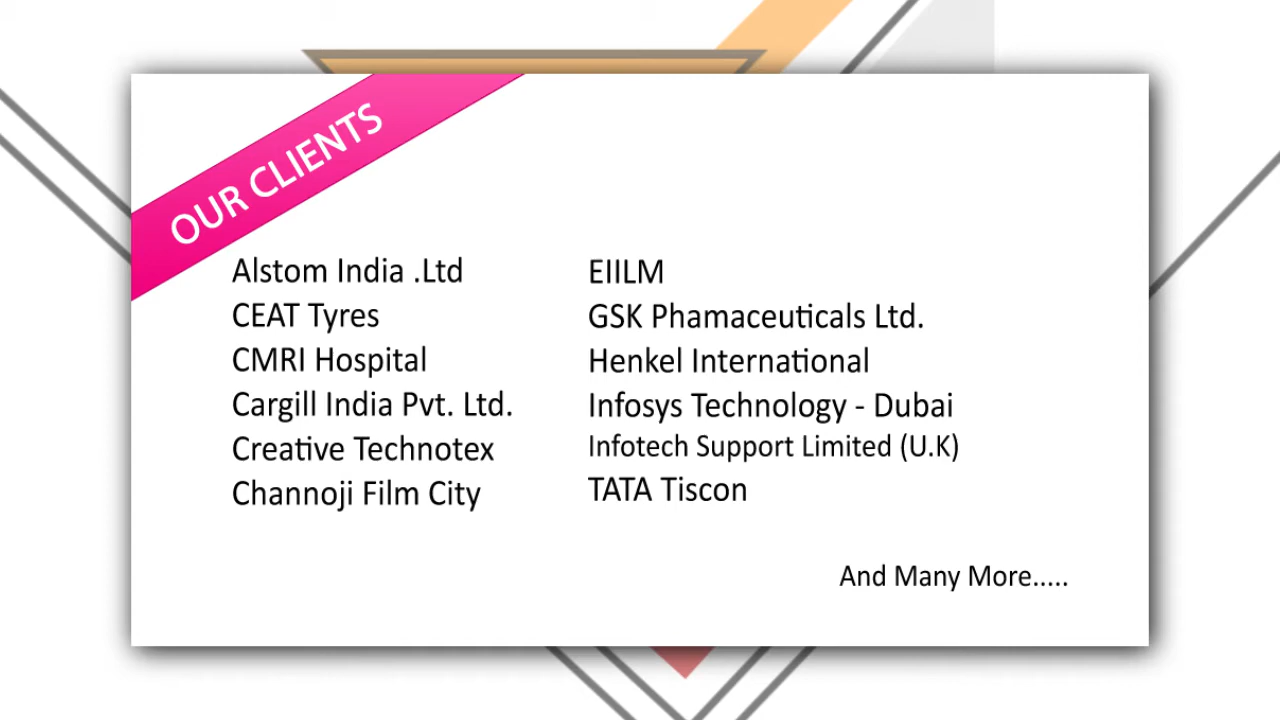 OUR CLIENTS
Alstom India .Ltd
CEAT Tyres
CMRI Hospital
Cargill India Pvt. Ltd.
Creative Technotex
Channoji Film City
EIILM
GSK Phamaceuticals Ltd.
Henkel International
Infosys Technology - Dubai
Infotech Support Limited (U.K)
TATA Tiscon
And Many More.....